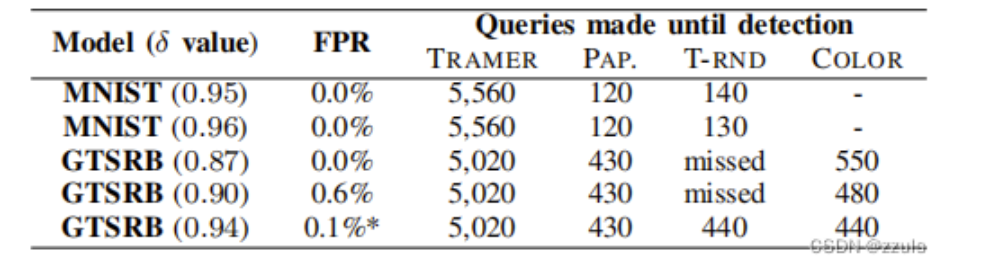 Model (δ value) FPR Queries made until detection
TRAMER PAP. T-RND COLOR
MNIST (0.95) 0.0% 5,560 120 140 -
MNIST (0.96) 0.0% 5,560 120 130 -
GTSRB (0.87) 0.0% 5,020 430 missed 550
GTSRB (0.90) 0.6% 5,020 430 missed 480
GTSRB (0.94) 0.1%* 5,020 430 440 440
CSDN @zzulp